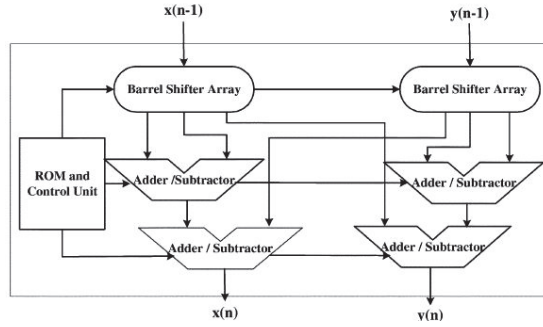 x(n-1)
y(n-1)
Barrel Shifter Array
Barrel Shifter Array
ROM and
Control Unit
Adder /Subtractor
Adder / Subtractor
Adder / Subtractor
Adder / Subtractor
x(n)
y(n)